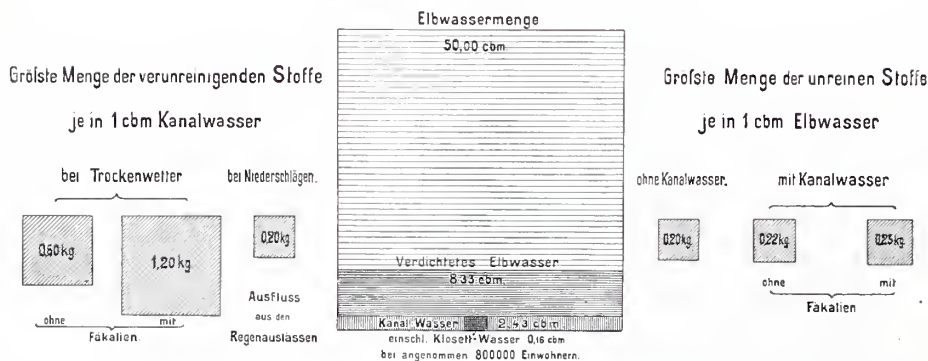 Größte Menge der verunreinigenden Stoffe
je in 1 cbm Kanalwasser
bei Trockenwetter
bei Niederschlägen.
0,60 kg.
1,20 kg.
0,20 kg.
ohne
mit
Fäkalien.
Ausfluss
aus den
Regenauslässen
Elbwassermenge
50,00 cbm.
Verdichtetes Elbwasser
8,33 cbm.
Kanal Wasser 2,43 cbm
einschl. Klosett-Wasser 0,16 cbm
bei angenommen 800000 Einwohnern.
Großste Menge der unreinen Stoffe
je in 1 cbm Elbwasser
ohne Kanalwasser.
mit Kanalwasser
0,20 kg.
0,22 kg.
0,25 kg.
ohne
mit
Fäkalien